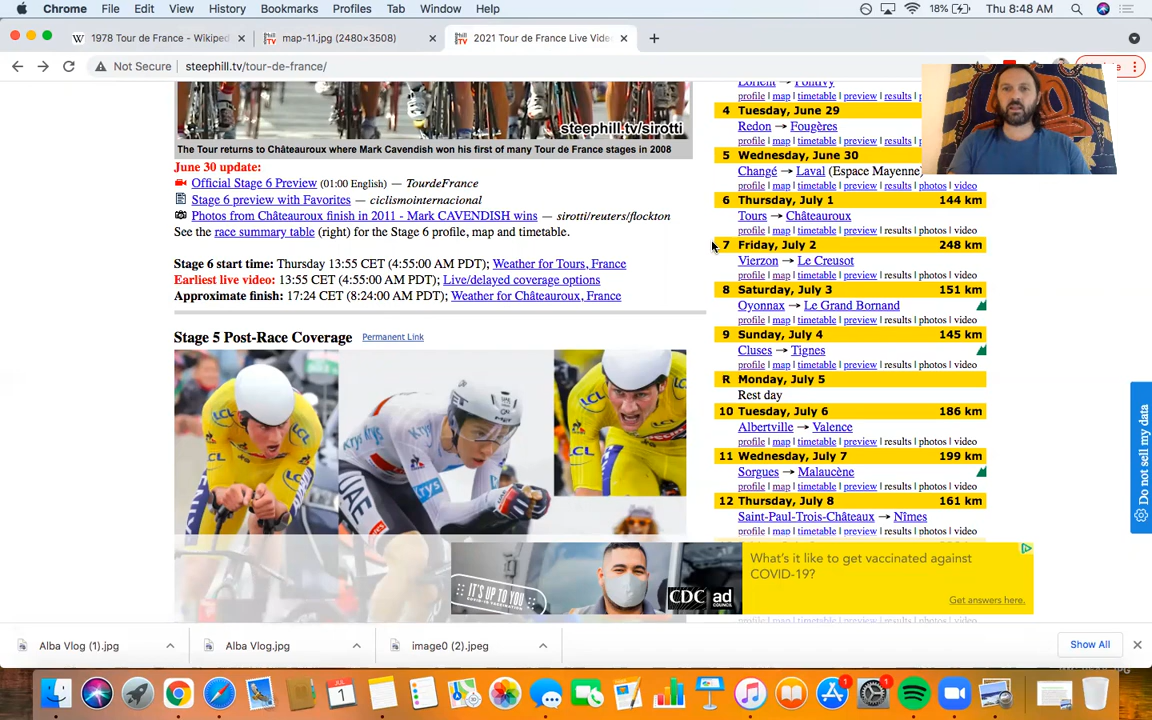 Chrome File Edit View History Bookmarks Profiles Tab Window Help 18% Thu 8:48 AM
1978 Tour de France - Wikiped × map-11.jpg (2480×3508) × 2021 Tour de France Live Vide × +
Not Secure steephill.tv/tour-de-france/
steephill.tv/sirotti
The Tour returns to Châteauroux where Mark Cavendish won his first of many Tour de France stages in 2008
June 30 update:
Official Stage 6 Preview (01:00 English) — TourdeFrance
Stage 6 preview with Favorites — ciclismointernacional
Photos from Châteauroux finish in 2011 - Mark CAVENDISH wins — sirotti/reuters/flockton
See the race summary table (right) for the Stage 6 profile, map and timetable.
Stage 6 start time: Thursday 13:55 CET (4:55:00 AM PDT); Weather for Tours, France
Earliest live video: 13:55 CET (4:55:00 AM PDT); Live/delayed coverage options
Approximate finish: 17:24 CET (8:24:00 AM PDT); Weather for Châteauroux, France
Stage 5 Post-Race Coverage Permanent Link
LCL
Krys
UAE
LCL
LCL
Lorient → Pontivy
profile | map | timetable | preview | results
4 Tuesday, June 29
Redon → Fougères
profile | map | timetable | preview | results
5 Wednesday, June 30
Changé → Laval (Espace Mayenne)
profile | map | timetable | preview | results | photos | video
6 Thursday, July 1 144 km
Tours → Châteauroux
profile | map | timetable | preview | results | photos | video
7 Friday, July 2 248 km
Vierzon → Le Creusot
profile | map | timetable | preview | results | photos | video
8 Saturday, July 3 151 km
Oyonnax → Le Grand Bornand
profile | map | timetable | preview | results | photos | video
9 Sunday, July 4 145 km
Cluses → Tignes
profile | map | timetable | preview | results | photos | video
R Monday, July 5
Rest day
10 Tuesday, July 6 186 km
Albertville → Valence
profile | map | timetable | preview | results | photos | video
11 Wednesday, July 7 199 km
Sorgues → Malaucène
profile | map | timetable | preview | results | photos | video
12 Thursday, July 8 161 km
Saint-Paul-Trois-Châteaux → Nîmes
profile | map | timetable | preview | results | photos | video
Do not sell my data
IT'S UP TO YOU
CDC ad COUNCIL
What's it like to get vaccinated against
COVID-19?
Get answers here.
Alba Vlog (1).jpg Alba Vlog.jpg image0 (2).jpeg Show All